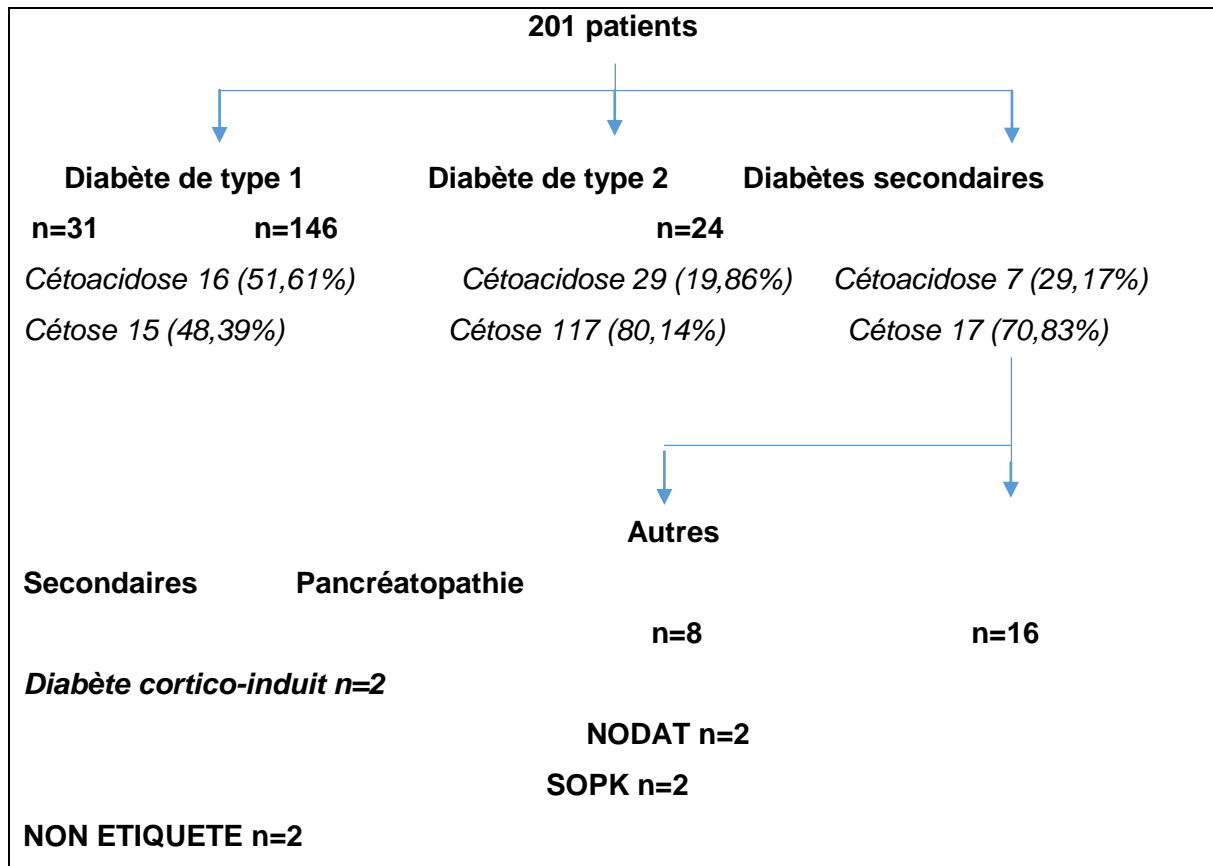 201 patients
Diabète de type 1 Diabète de type 2 Diabètes secondaires
n=31 n=146 n=24
Cétoacidose 16 (51,61%) Cétoacidose 29 (19,86%) Cétoacidose 7 (29,17%)
Cétose 15 (48,39%) Cétose 117 (80,14%) Cétose 17 (70,83%)
Autres
Secondaires Pancréatopathie
n=8 n=16
Diabète cortico-induit n=2
NODAT n=2
SOPK n=2
NON ETIQUETE n=2